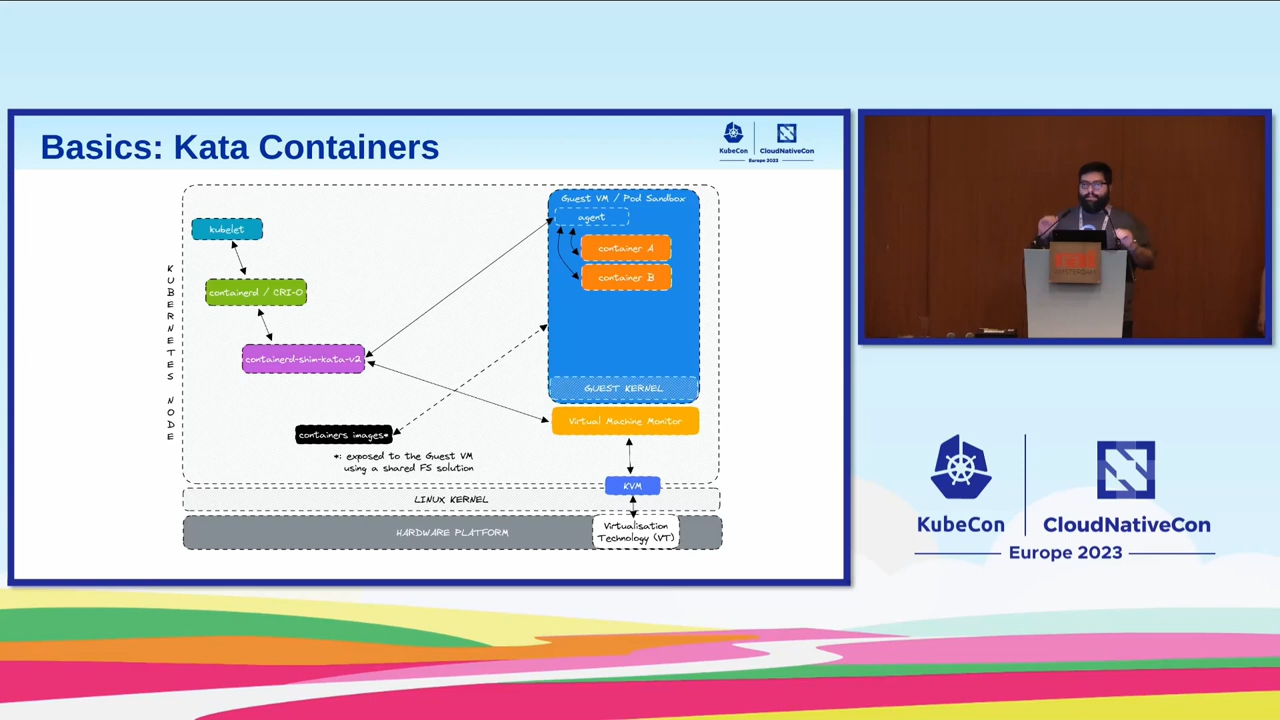 Basics: Kata Containers
KubeCon
CloudNativeCon
Europe 2023
KUBERNETES NODE
kubelet
containerd / CRI-O
containerd-shim-kata-v2
containers images*
*: exposed to the Guest VM
using a shared FS solution
Guest VM / Pod Sandbox
agent
container A
container B
GUEST KERNEL
Virtual Machine Monitor
KVM
LINUX KERNEL
HARDWARE PLATFORM
Virtualisation
Technology (VT)
AMSTERDAM
KubeCon
CloudNativeCon
Europe 2023